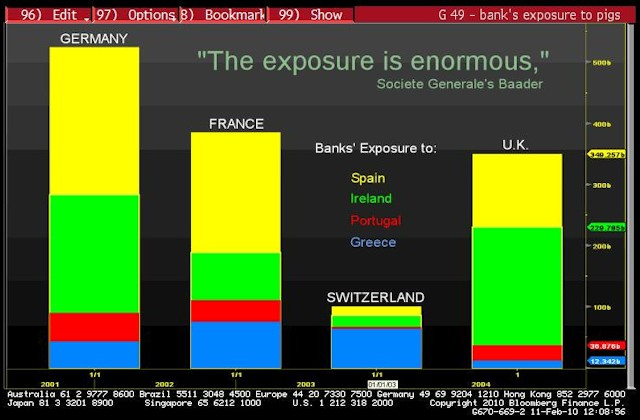 96) Edit 97) Options 8) Bookmark 99) Show G 49 - bank's exposure to pigs
GERMANY
"The exposure is enormous,"
Societe Generale's Baader
500b
FRANCE
400b
Banks' Exposure to:
U.K.
349.257b
Spain
300b
Ireland
Portugal
229.785b
Greece
200b
SWITZERLAND
100b
12.342b
1/1 1/1 1/1 1
2001 2002 2003 01/01/03 2004
Australia 61 2 9777 8600 Brazil 5511 3048 4500 Europe 44 20 7330 7500 Germany 49 69 9204 1210 Hong Kong 852 2977 6000
Japan 81 3 3201 8900 Singapore 65 6212 1000 U.S. 1 212 318 2000 Copyright 2010 Bloomberg Finance L.P.
G670-669-2 11-Feb-10 12:08:56